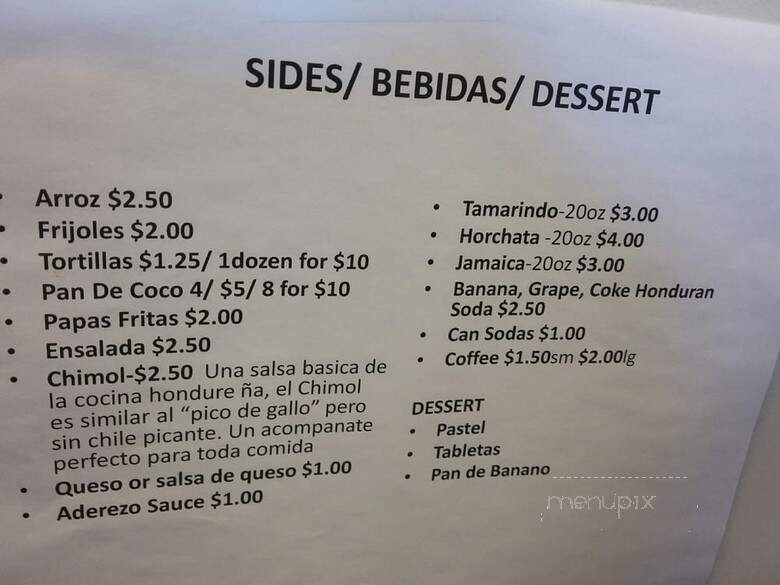 SIDES/ BEBIDAS/ DESSERT
• Arroz $2.50
• Frijoles $2.00
• Tortillas $1.25/ 1dozen for $10
• Pan De Coco 4/ $5/ 8 for $10
• Papas Fritas $2.00
• Ensalada $2.50
• Chimol-$2.50 Una salsa basica de
la cocina hondure ña, el Chimol
es similar al "pico de gallo" pero
sin chile picante. Un acompanate
perfecto para toda comida
• Queso or salsa de queso $1.00
• Aderezo Sauce $1.00
• Tamarindo-20oz $3.00
• Horchata -20oz $4.00
• Jamaica-20oz $3.00
• Banana, Grape, Coke Honduran
Soda $2.50
• Can Sodas $1.00
• Coffee $1.50sm $2.00lg
DESSERT
• Pastel
• Tabletas
• Pan de Banano
menupix